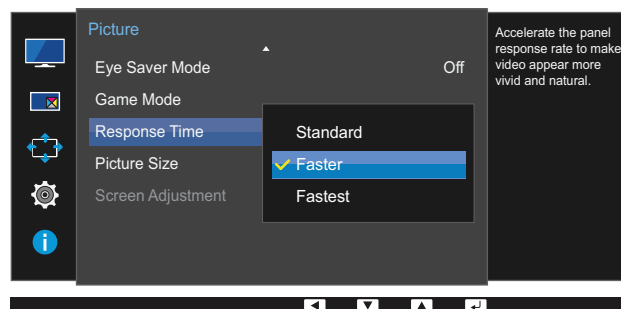 Picture
Eye Saver Mode Off
Game Mode
Response Time
Picture Size
Screen Adjustment
Standard
Faster
Fastest
Accelerate the panel
response rate to make
video appear more
vivid and natural.